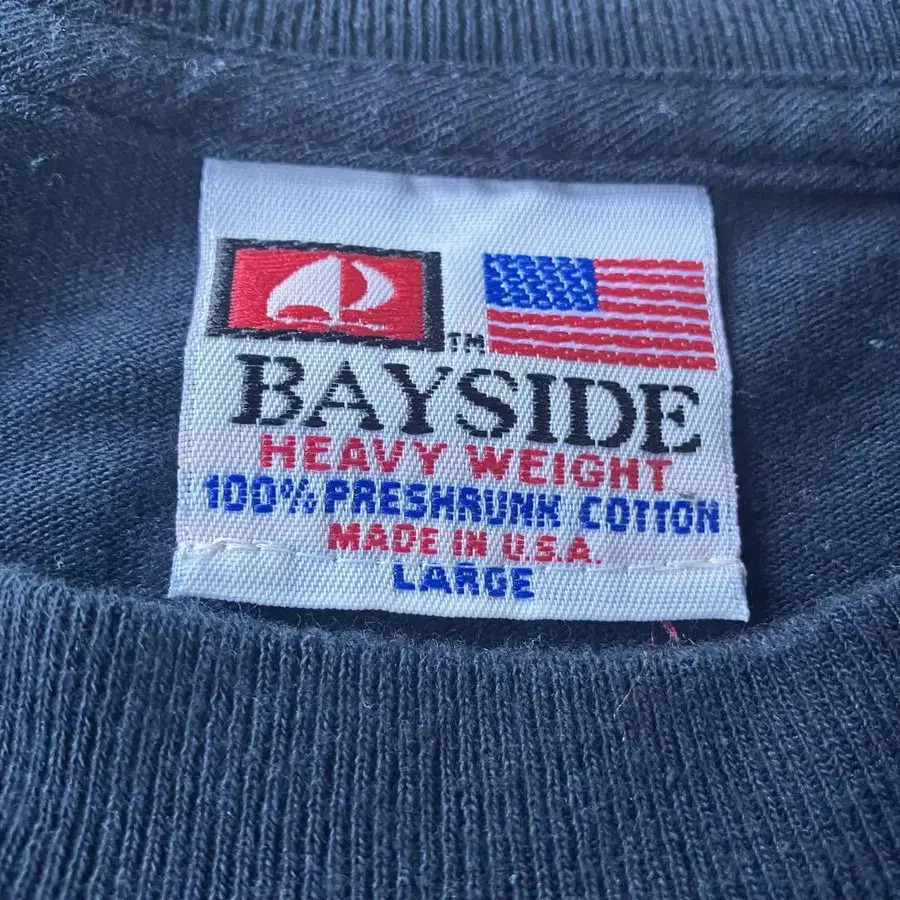 TM
BAYSIDE
HEAVY WEIGHT
100% PRESHRUNK COTTON
MADE IN U.S.A.
LARGE